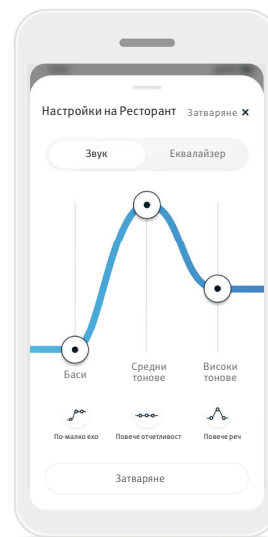 Настройки на Ресторант Затваряне ×
Звук Еквалайзер
Баси
Средни
тонове
Високи
тонове
По-малко ехо Повече отчетливост Повече реч
Затваряне